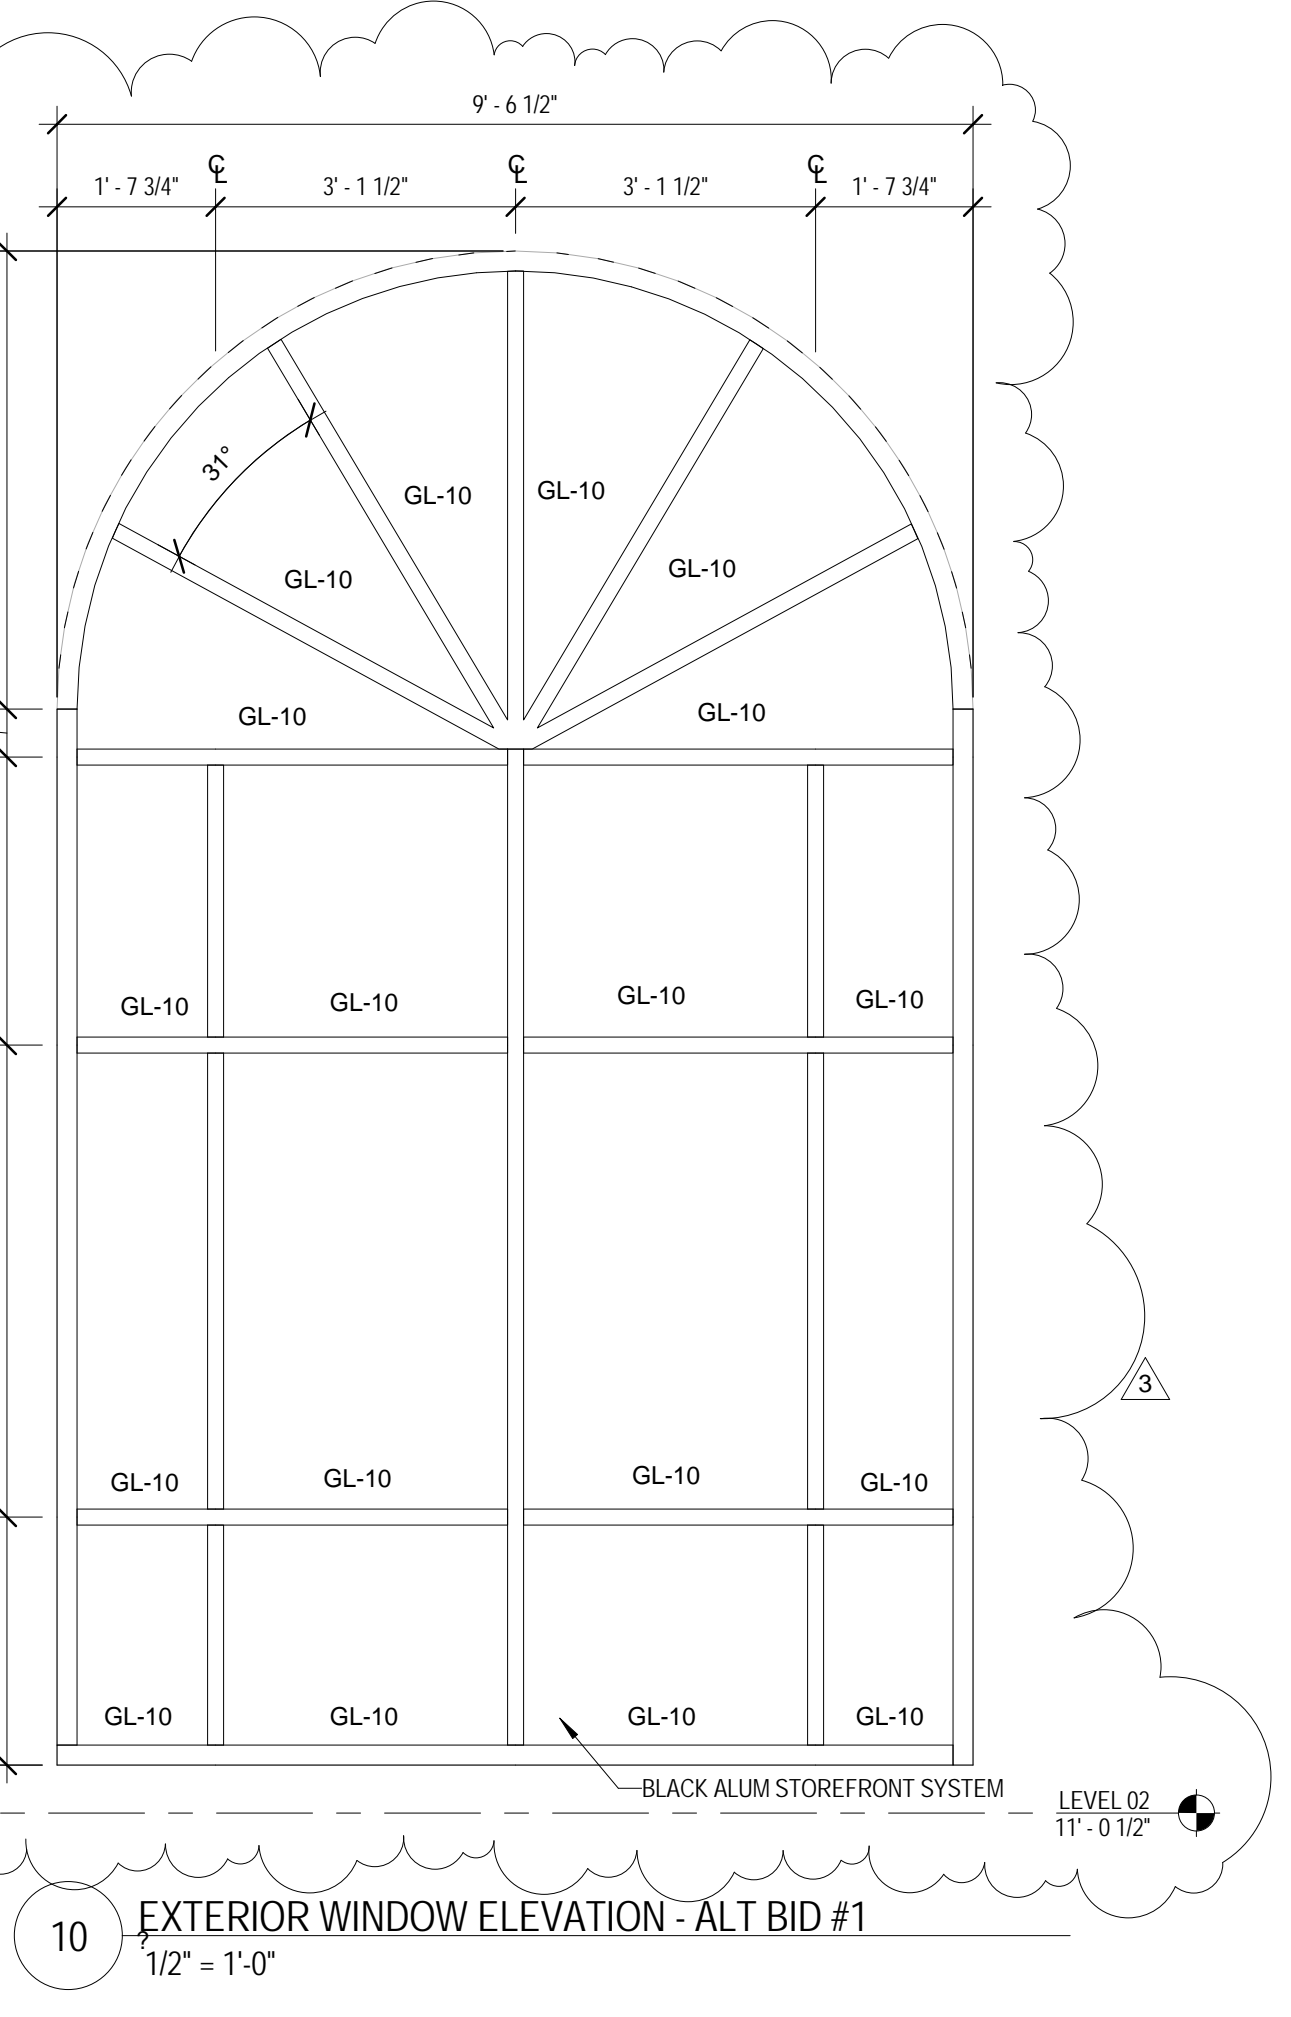 9' - 6 1/2"
℄ ℄ ℄
1' - 7 3/4" 3' - 1 1/2" 3' - 1 1/2" 1' - 7 3/4"
31°
GL-10 GL-10
GL-10 GL-10
GL-10 GL-10
GL-10 GL-10 GL-10 GL-10
3
GL-10 GL-10 GL-10 GL-10
GL-10 GL-10 GL-10 GL-10
BLACK ALUM STOREFRONT SYSTEM
LEVEL 02
11' - 0 1/2"
10
EXTERIOR WINDOW ELEVATION - ALT BID #1
?
1/2" = 1'-0"